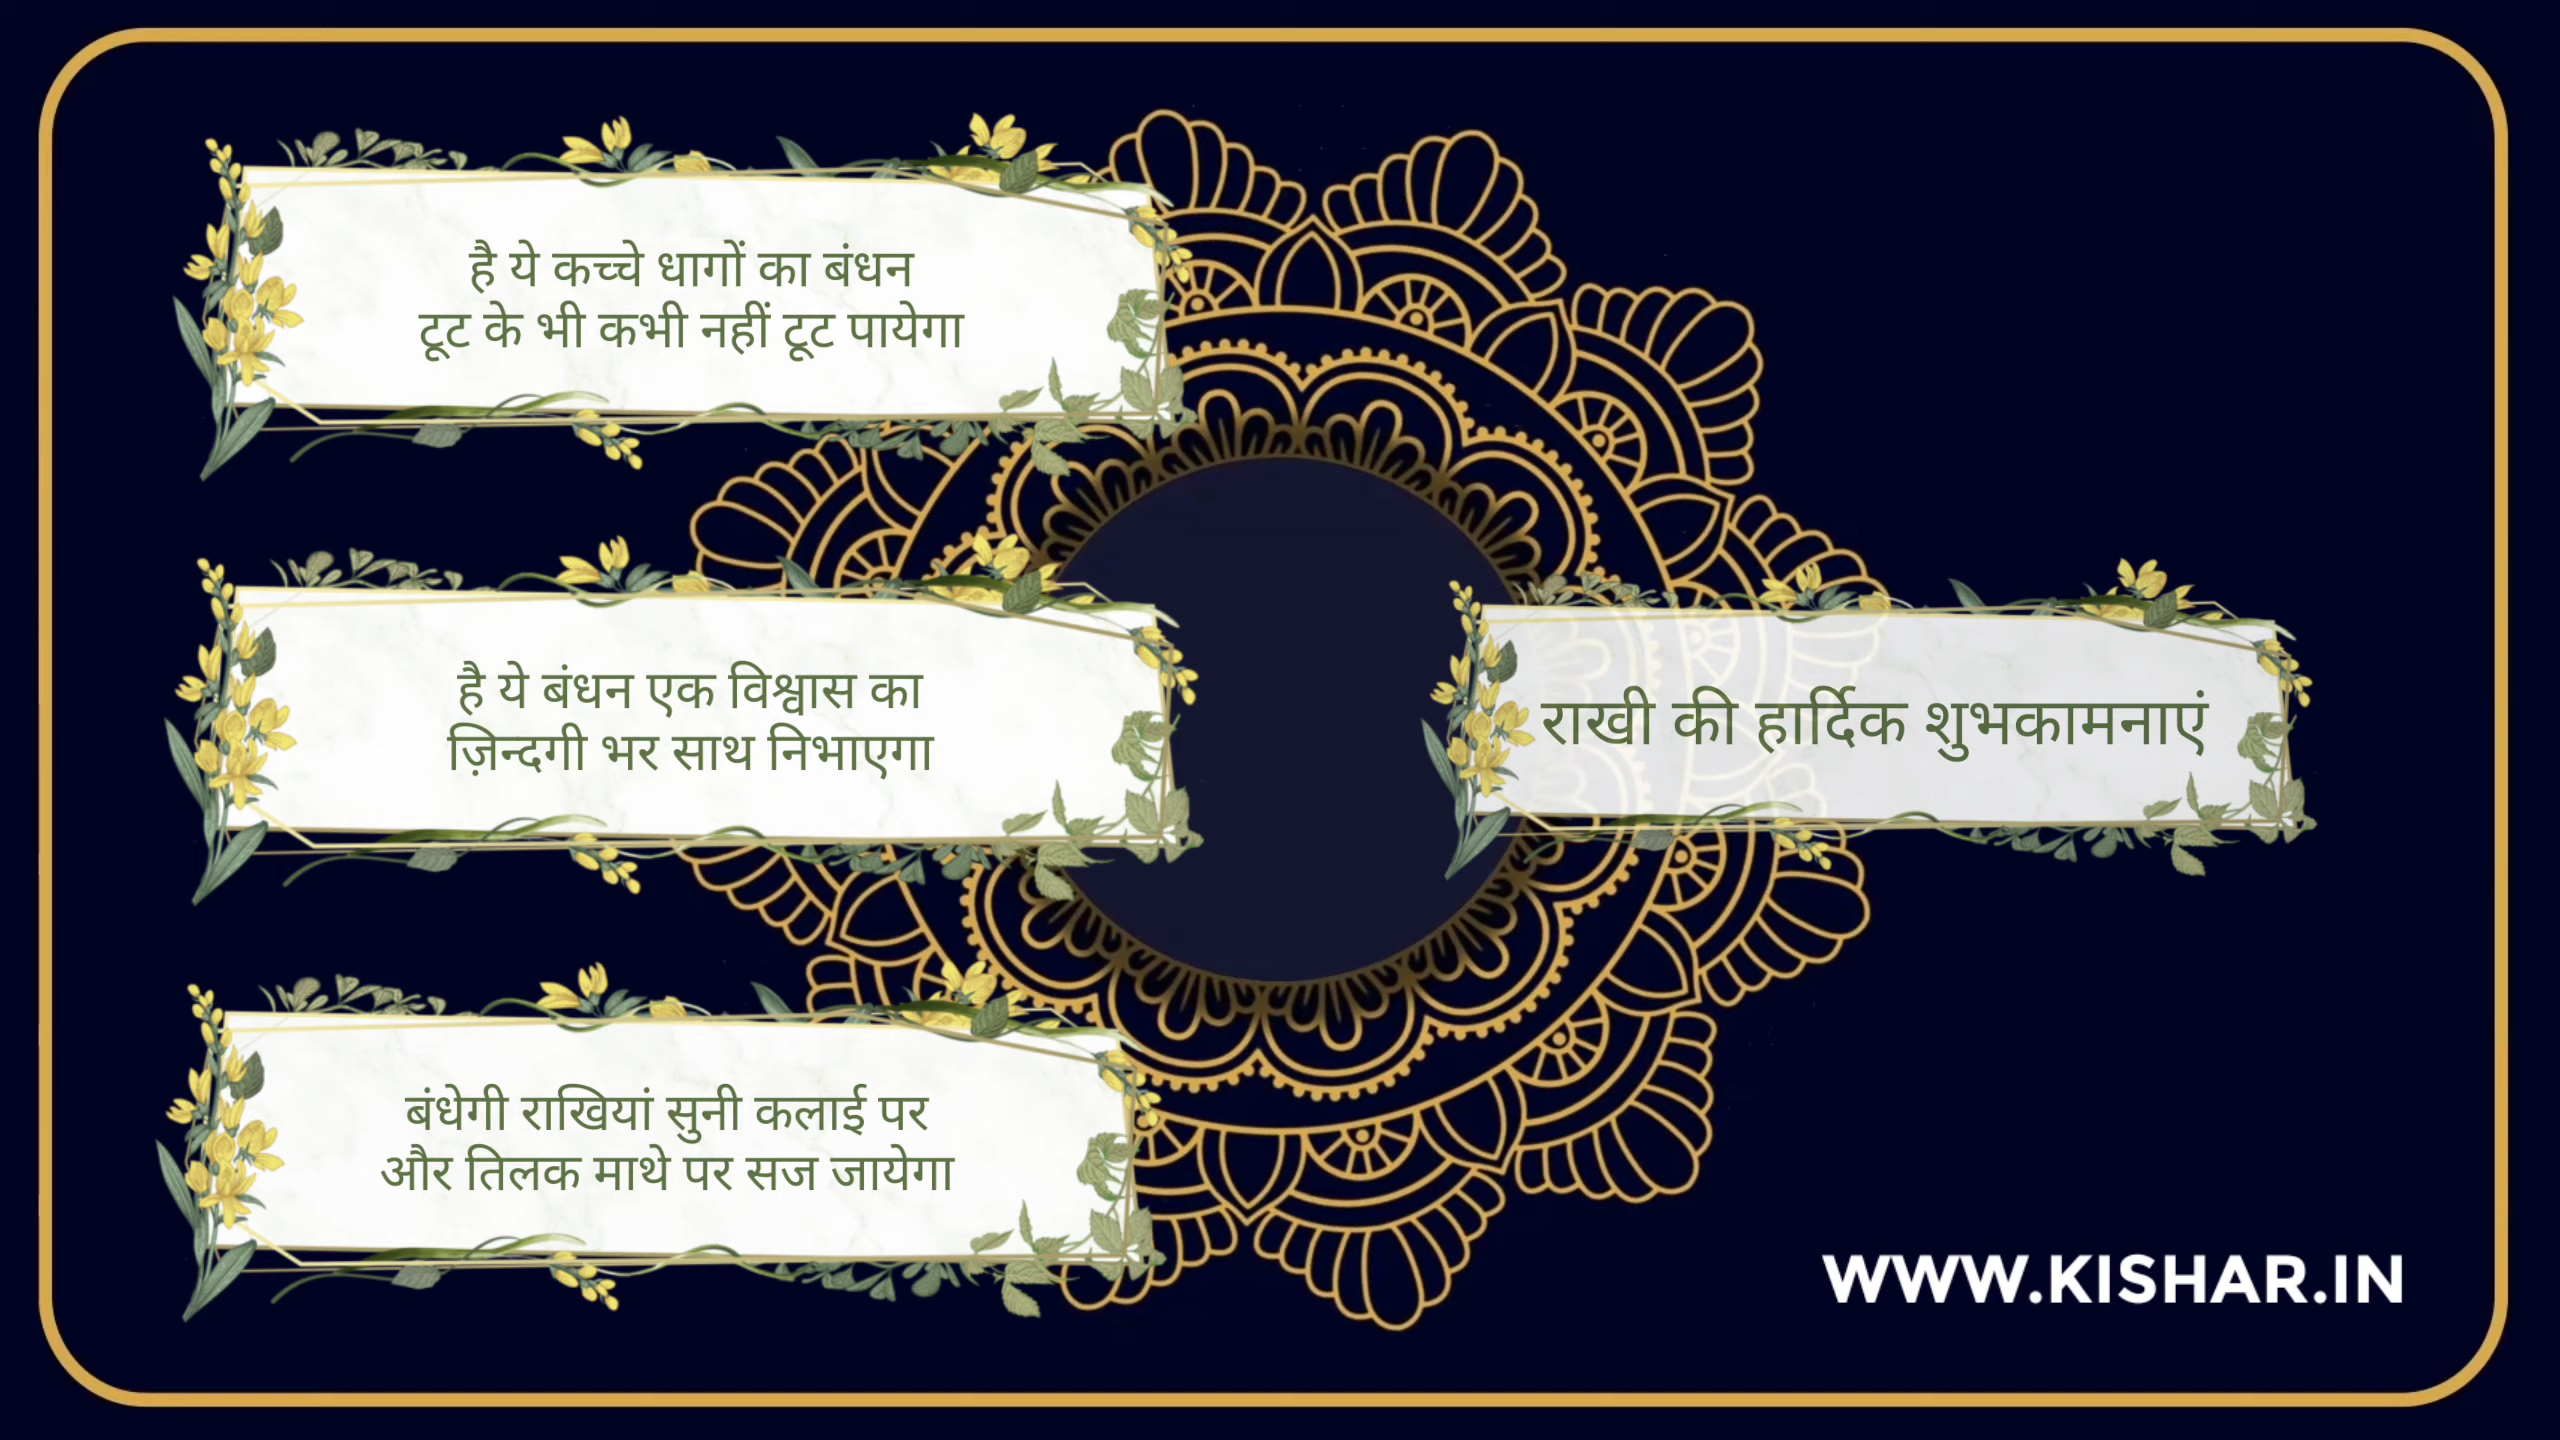 है ये कच्चे धागों का बंधन
टूट के भी कभी नहीं टूट पायेगा
है ये बंधन एक विश्वास का
ज़िन्दगी भर साथ निभाएगा
बंधेगी राखियां सुनी कलाई पर
और तिलक माथे पर सज जायेगा
राखी की हार्दिक शुभकामनाएं
WWW.KISHAR.IN